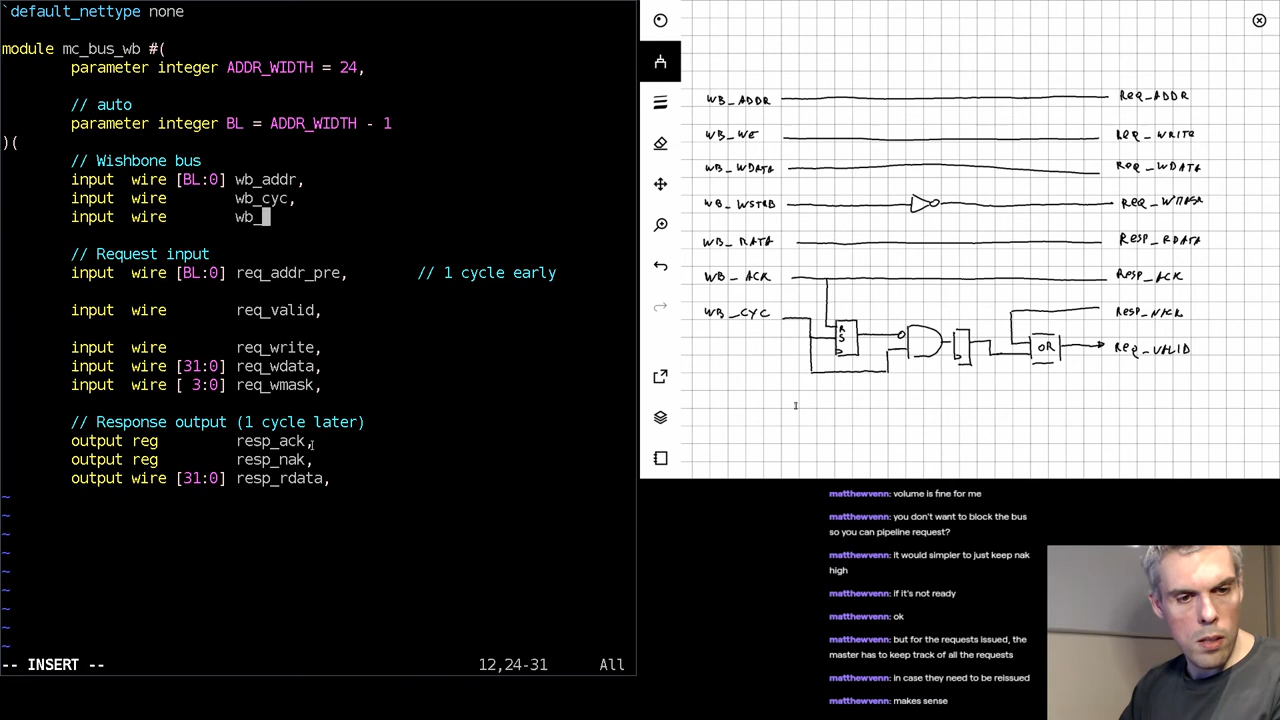 `default_nettype none
module mc_bus_wb #(
parameter integer ADDR_WIDTH = 24,
// auto
parameter integer BL = ADDR_WIDTH - 1
)(
// Wishbone bus
input wire [BL:0] wb_addr,
input wire wb_cyc,
input wire wb_
// Request input
input wire [BL:0] req_addr_pre, // 1 cycle early
input wire req_valid,
input wire req_write,
input wire [31:0] req_wdata,
input wire [ 3:0] req_wmask,
// Response output (1 cycle later)
output reg resp_ack,
output reg resp_nak,
output wire [31:0] resp_rdata,
~
~
~
~
~
~
~
~
~
-- INSERT -- 12,24-31 All
WB_ADDR Req_ADDR
WB_WE Req_WRITE
WB_WDATA Req_WDATA
WB_WSTRB Req_WMASK
WB_RATA Resp_RDATA
WB_ACK Resp_ACK
WB_CYC Resp_NACK
R
S
OR Req_VALID
matthewvenn: volume is fine for me
matthewvenn: you don't want to block the bus
so you can pipeline request?
matthewvenn: it would simpler to just keep nak
high
matthewvenn: if it's not ready
matthewvenn: ok
matthewvenn: but for the requests issued, the
master has to keep track of all the requests
matthewvenn: in case they need to be reissued
matthewvenn: makes sense